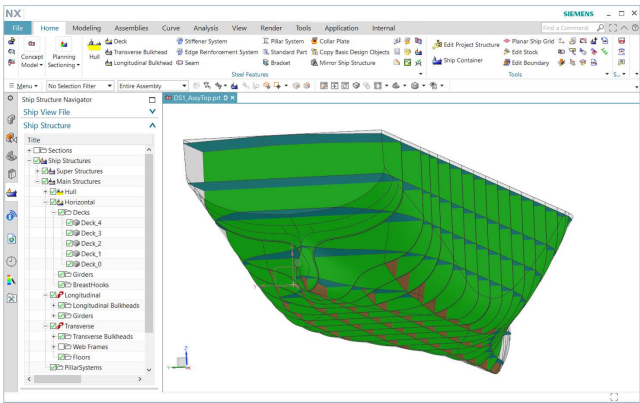 NX SIEMENS
File Home Modeling Assemblies Curve Analysis View Render Tools Application Internal Find a Command
Concept Model Planning Sectioning Hull
Deck Stiffener System Pillar System Collar Plate Edit Project Structure Planar Ship Grid
Transverse Bulkhead Edge Reinforcement System Standard Part Copy Basic Design Objects Edit Stock
Longitudinal Bulkhead Seam Bracket Mirror Ship Structure Ship Container Edit Boundary
Steel Features Tools S...
Menu No Selection Filter Entire Assembly
Ship Structure Navigator DS1_AsyTop.prt
Ship View File
Ship Structure
Title
Sections
Ship Structures
Super Structures
Main Structures
Hull
Horizontal
Decks
Deck_4
Deck_3
Deck_2
Deck_1
Deck_0
Girders
BreastHooks
Longitudinal
Longitudinal Bulkheads
Girders
Transverse
Transverse Bulkheads
Web Frames
Floors
PillarSystems
Z
Y